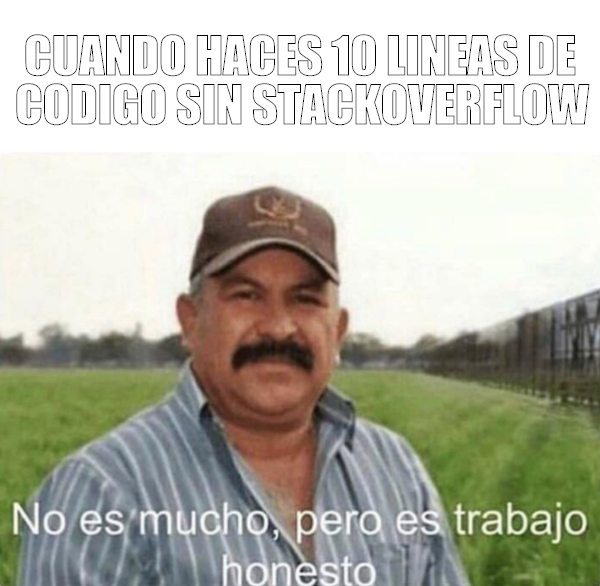 CUANDO HACES 10 LINEAS DE
CODIGO SIN STACKOVERFLOW
No es mucho, pero es trabajo
honesto